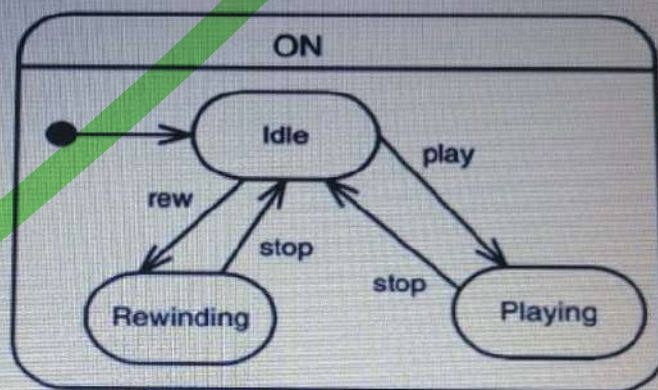 ON
Idle
play
rew
stop
stop
Rewinding
Playing